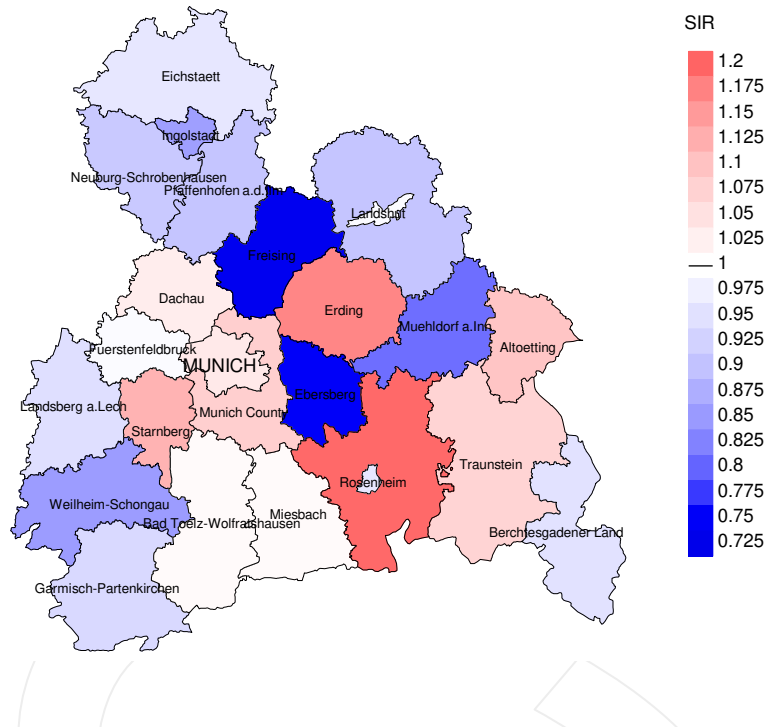 SIR
Eichstaett
Ingolstadt
Neuburg-Schrobenhausen
Pfaffenhofen a.d.Ilm
Landshut
Freising
Dachau
Erding
Muehldorf a.Inn
Fuerstenfeldbruck
MUNICH
Altoetting
Landsberg a.Lech
Starnberg
Munich County
Ebersberg
Traunstein
Rosenheim
Weilheim-Schongau
Bad Toelz-Wolfratshausen
Miesbach
Berchtesgadener Land
Garmisch-Partenkirchen
1.2
1.175
1.15
1.125
1.1
1.075
1.05
1.025
1
0.975
0.95
0.925
0.9
0.875
0.85
0.825
0.8
0.775
0.75
0.725